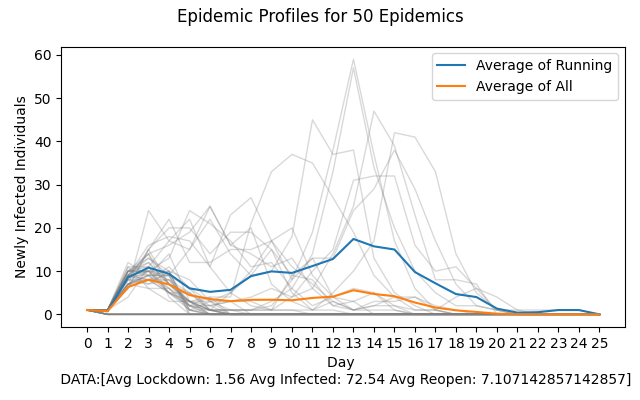 Epidemic Profiles for 50 Epidemics
Average of Running
Average of All
Newly Infected Individuals
60
50
40
30
20
10
0
0 1 2 3 4 5 6 7 8 9 10 11 12 13 14 15 16 17 18 19 20 21 22 23 24 25
Day
DATA:[Avg Lockdown: 1.56 Avg Infected: 72.54 Avg Reopen: 7.107142857142857]